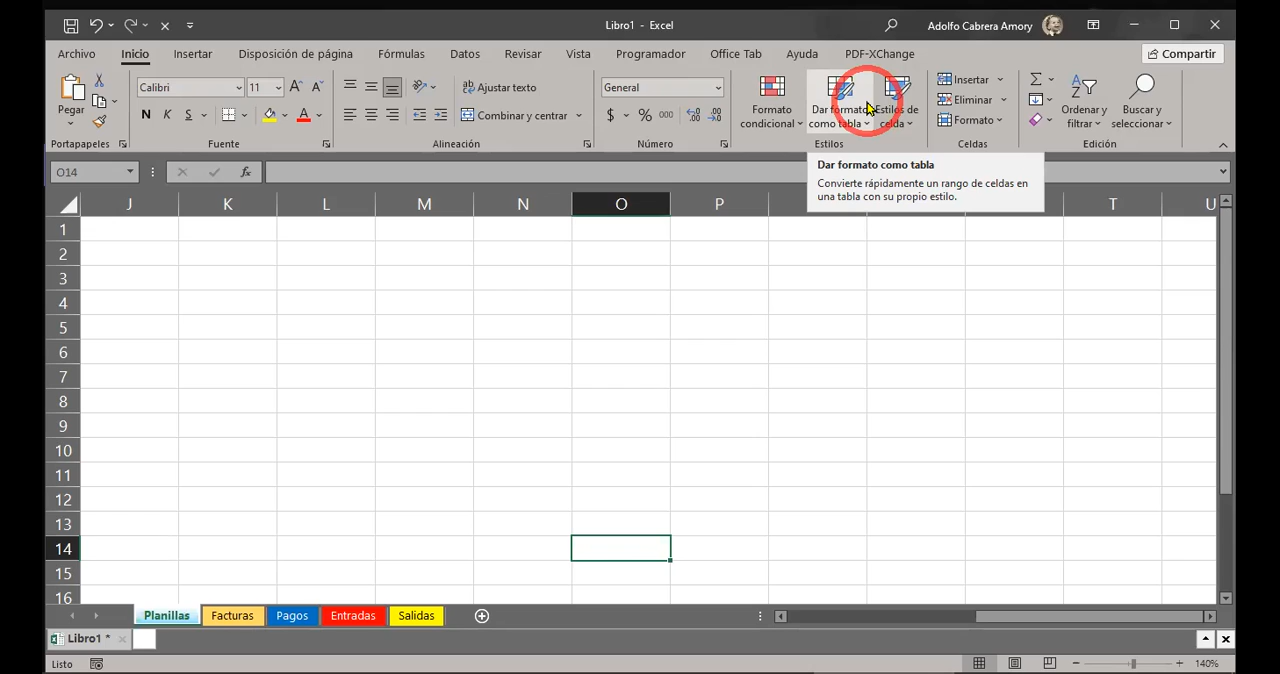 Libro1 - Excel
Adolfo Cabrera Amory
Archivo Inicio Insertar Disposición de página Fórmulas Datos Revisar Vista Programador Office Tab Ayuda PDF-XChange Compartir
Pegar
Calibri 11
N K S
A A
A
Ajustar texto
Combinar y centrar
General
$ % 000
Formato
condicional
Dar formato
como tabla
Estilos de
celda
Insertar
Eliminar
Formato
Ordenar y
filtrar
Buscar y
seleccionar
Portapapeles Fuente Alineación Número Estilos Celdas Edición
O14 fx
Dar formato como tabla
Convierte rápidamente un rango de celdas en
una tabla con su propio estilo.
J K L M N O P T U
1
2
3
4
5
6
7
8
9
10
11
12
13
14
15
16
Planillas Facturas Pagos Entradas Salidas
Libro1 *
Listo 140%